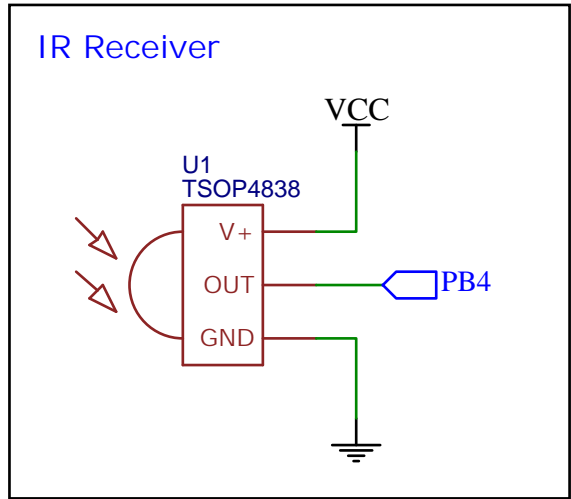 IR Receiver
VCC
U1
TSOP4838
V+
OUT
PB4
GND